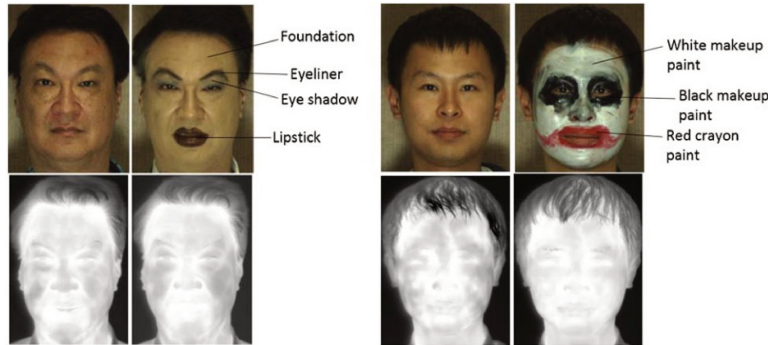 Foundation
Eyeliner
Eye shadow
Lipstick
White makeup
paint
Black makeup
paint
Red crayon
paint